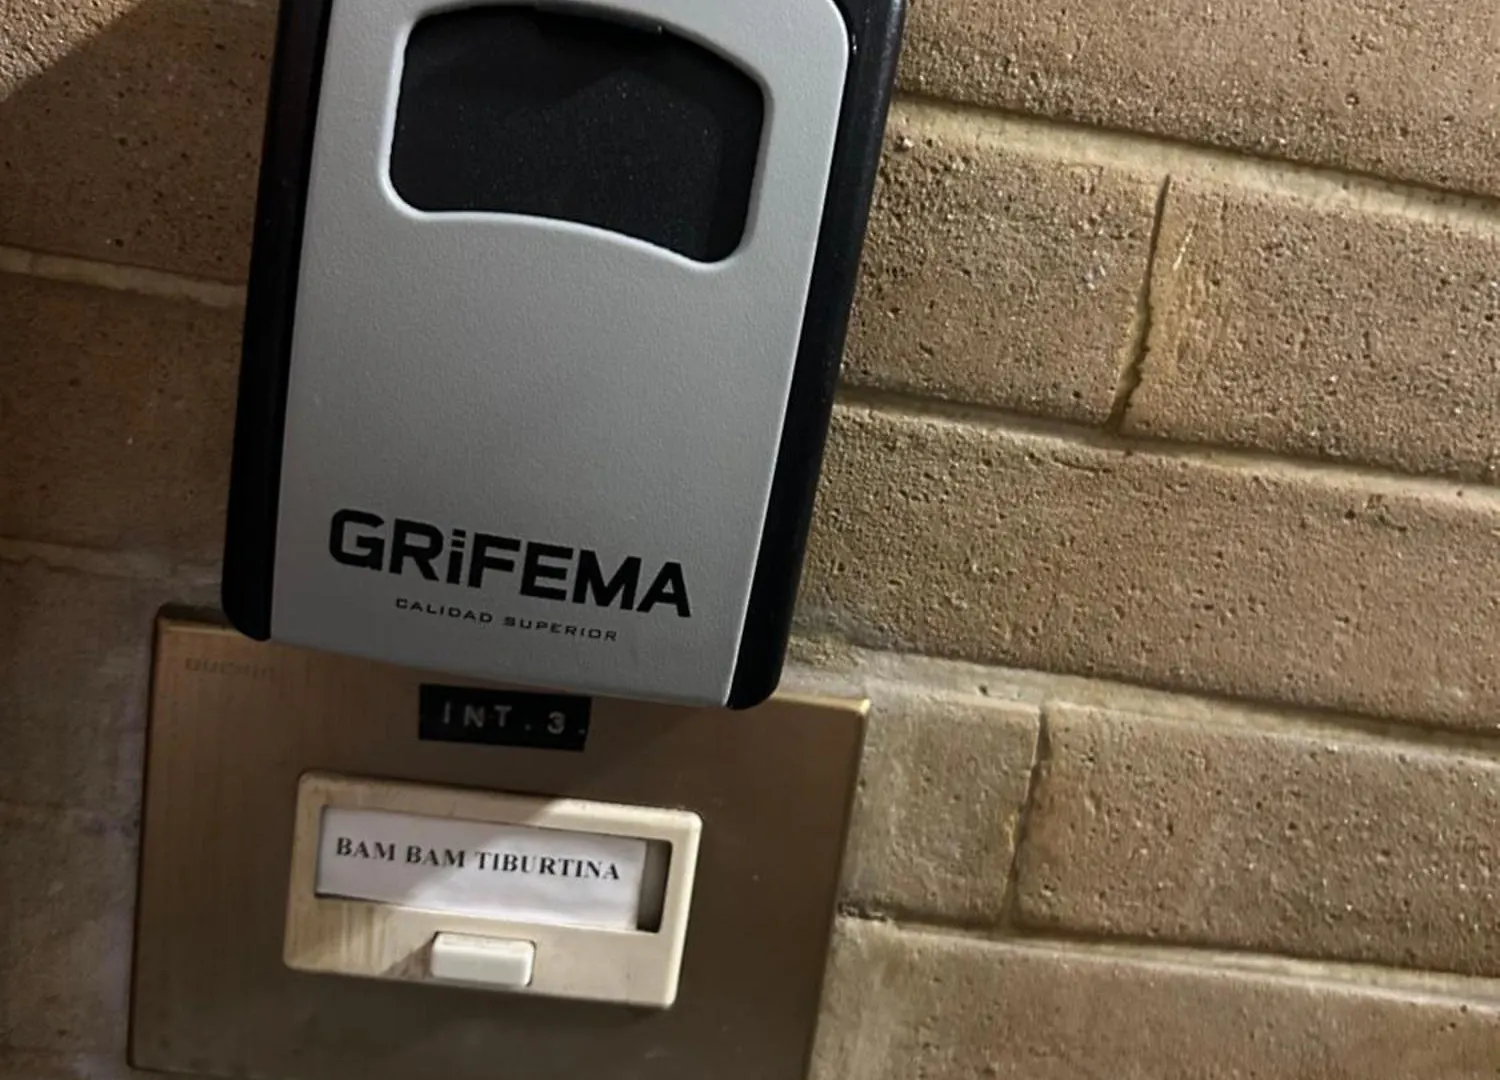 GRiFEMA
CALIDAD SUPERIOR
INT. 3.
BAM BAM TIBURTINA